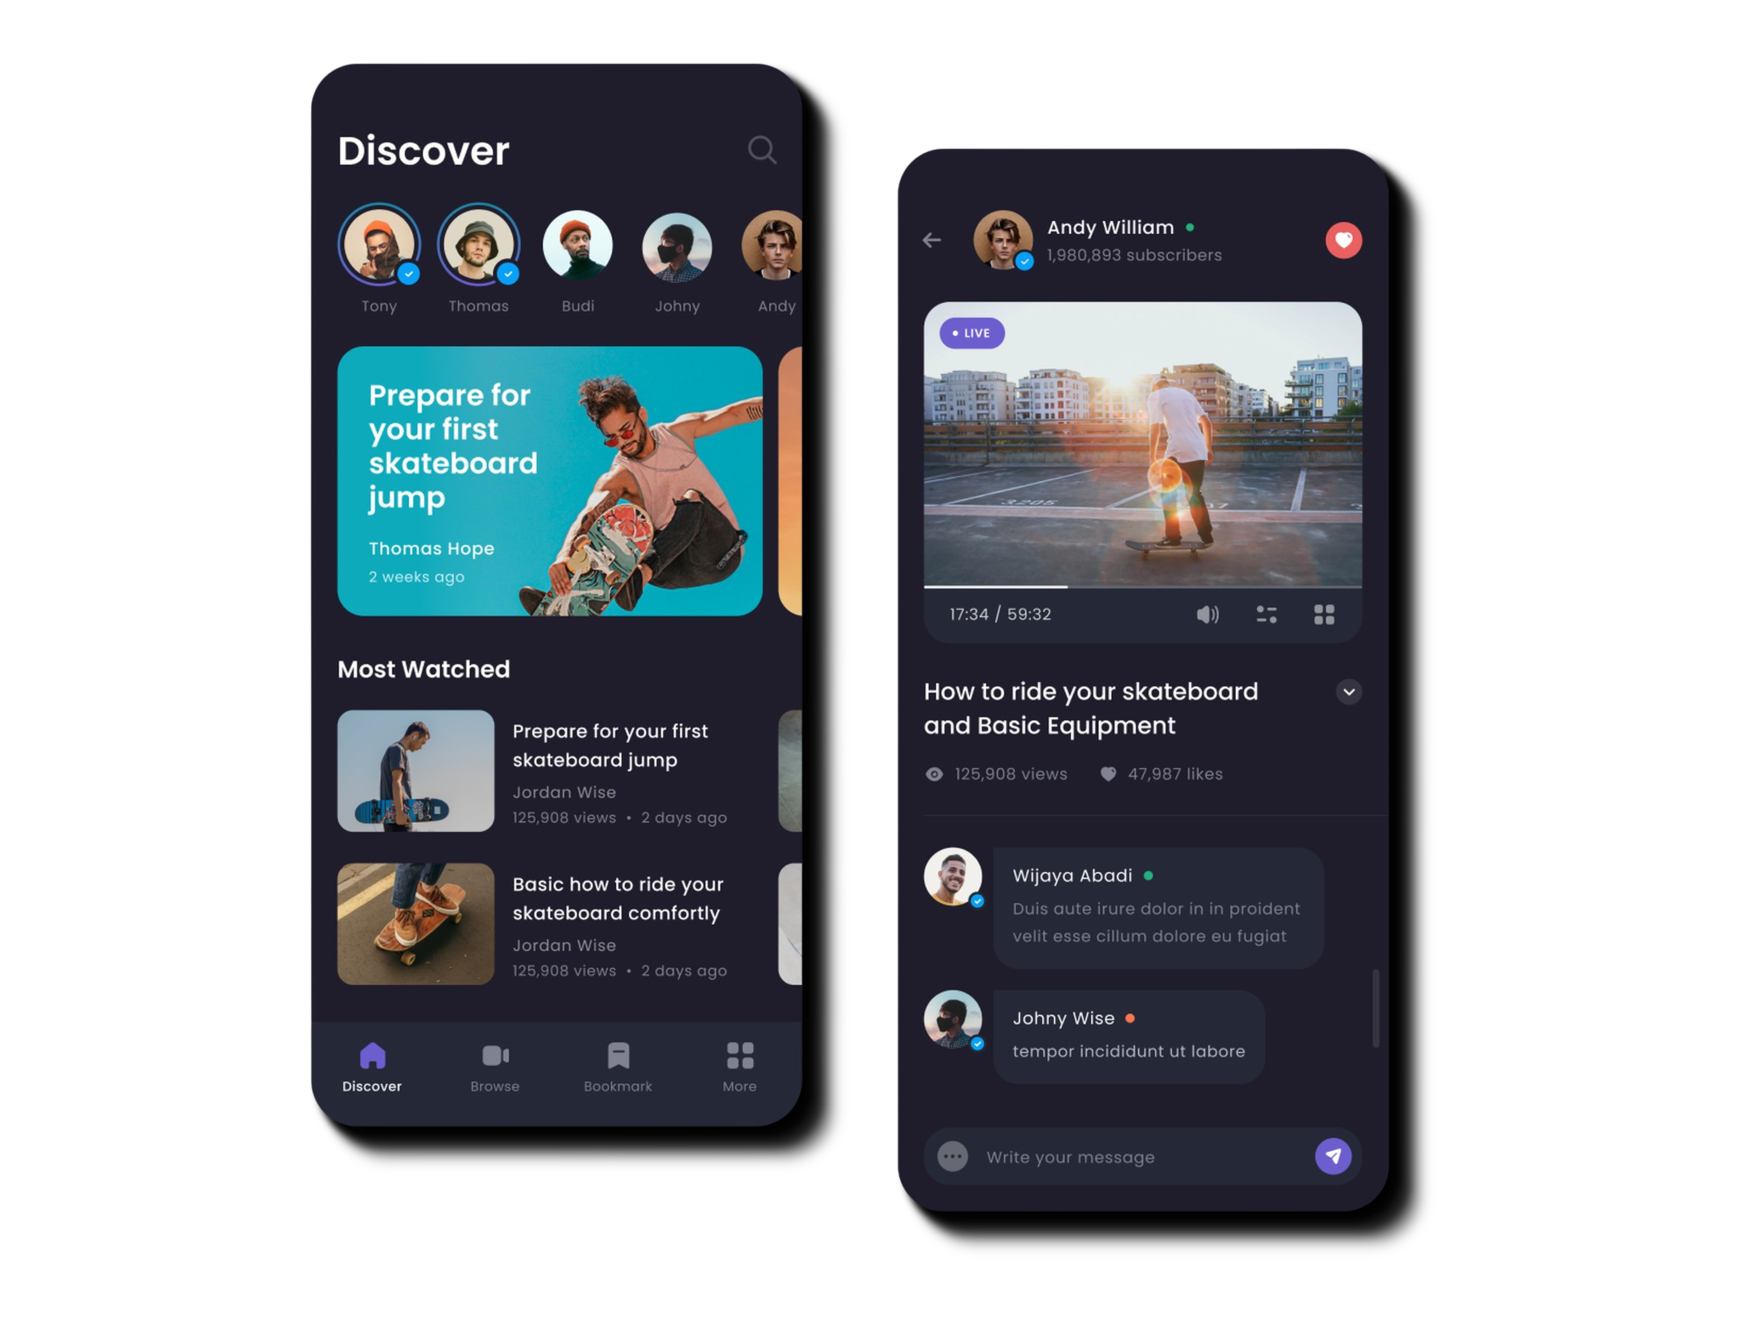 Discover
Tony
Thomas
Budi
Johny
Andy
Prepare for
your first
skateboard
jump
Thomas Hope
2 weeks ago
Most Watched
Prepare for your first
skateboard jump
Jordan Wise
125,908 views • 2 days ago
Basic how to ride your
skateboard comfortly
Jordan Wise
125,908 views • 2 days ago
Discover
Browse
Bookmark
More
Andy William
1,980,893 subscribers
LIVE
3205
17:34 / 59:32
How to ride your skateboard
and Basic Equipment
125,908 views
47,987 likes
Wijaya Abadi
Duis aute irure dolor in in proident
velit esse cillum dolore eu fugiat
Johny Wise
tempor incididunt ut labore
Write your message